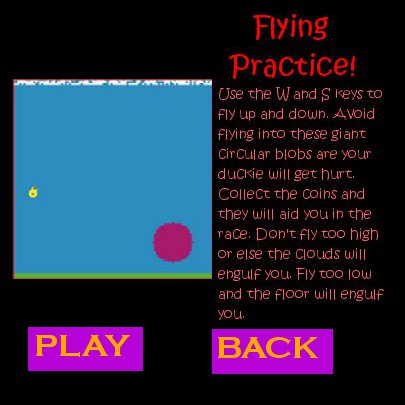 Flying
Practice!
Use the W and S keys to
fly up and down. Avoid
flying into these giant
circular blobs are your
duckie will get hurt.
Collect the coins and
they will aid you in the
race. Don't fly too high
or else the clouds will
engulf you. Fly too low
and the floor will engulf
you.
PLAY
BACK